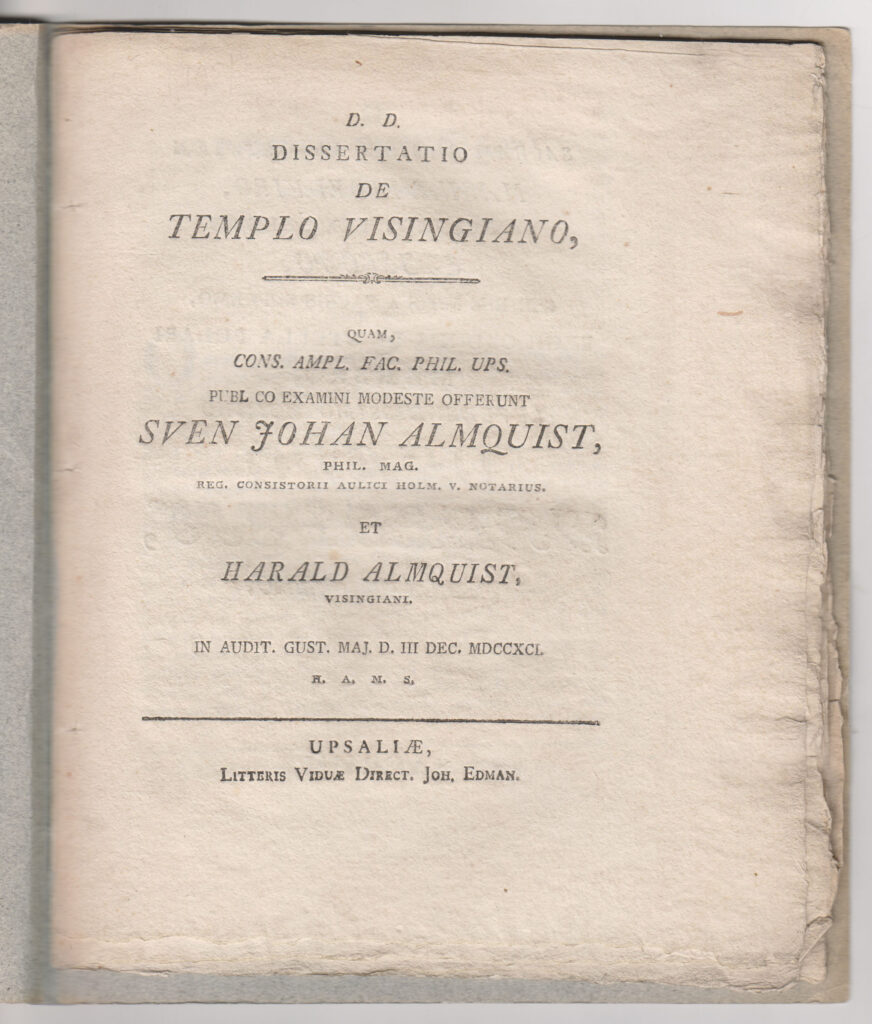 D. D.
DISSERTATIO
DE
TEMPLO VISINGIANO,
QUAM,
CONS. AMPL. FAC. PHIL. UPS.
PUBL CO EXAMINI MODESTE OFFERUNT
SVEN JOHAN ALMQUIST,
PHIL. MAG.
REG. CONSISTORII AULICI HOLM. V. NOTARIUS.
ET
HARALD ALMQUIST,
VISINGIANI.
IN AUDIT. GUST. MAJ. D. III DEC. MDCCXCI.
H. A. M. S.
UPSALIÆ,
LITTERIS VIDUÆ DIRECT. JOH. EDMAN.